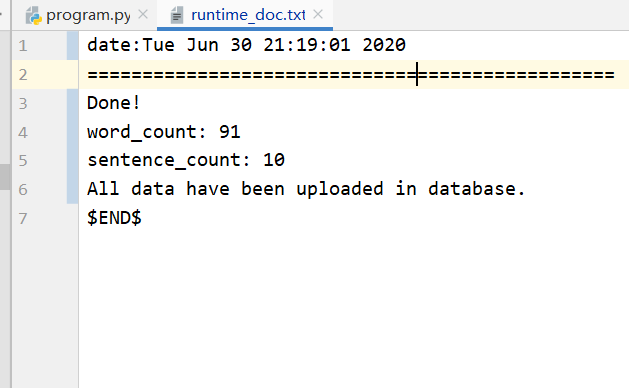 program.py runtime_doc.txt
1 date:Tue Jun 30 21:19:01 2020
2 ================================================
3 Done!
4 word_count: 91
5 sentence_count: 10
6 All data have been uploaded in database.
7 $END$